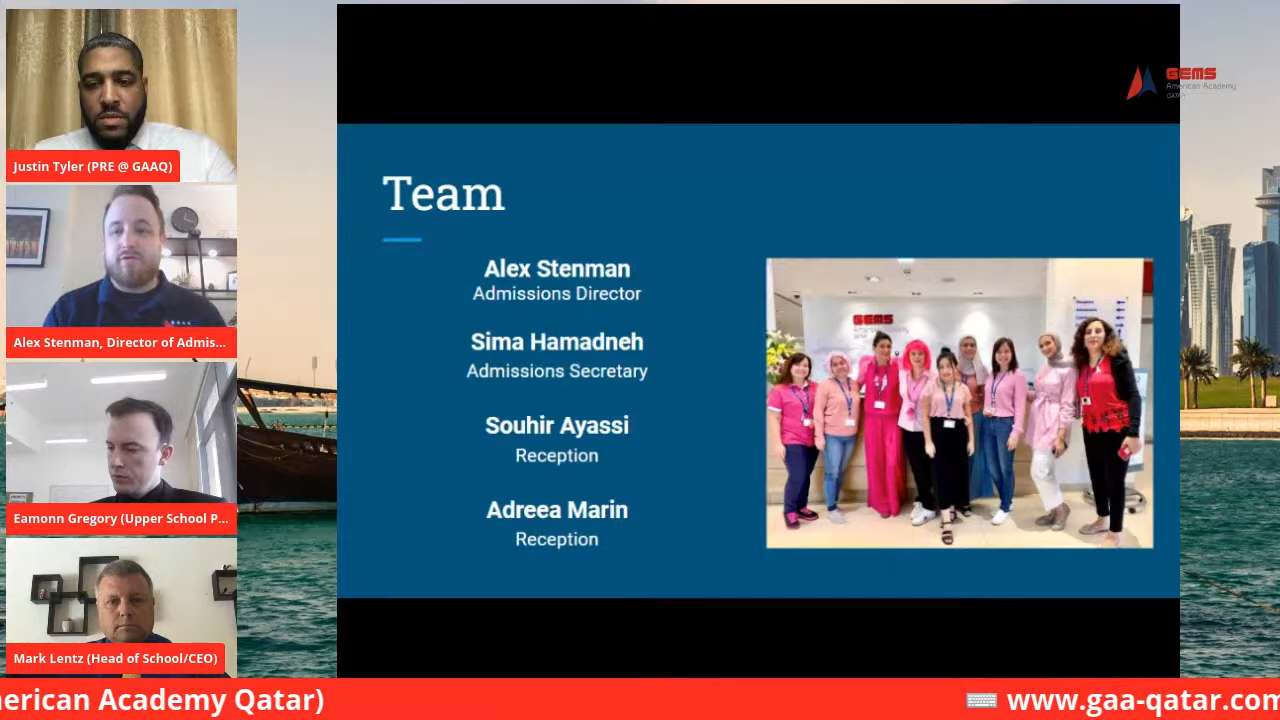 Justin Tyler (PRE @ GAAQ)
Alex Stenman, Director of Admis...
Eamonn Gregory (Upper School P...
Mark Lentz (Head of School/CEO)
GEMS
American Academy
QATAR
Team
Alex Stenman
Admissions Director
Sima Hamadneh
Admissions Secretary
Souhir Ayassi
Reception
Adreea Marin
Reception
GEMS
erican Academy Qatar)
www.gaa-qatar.com